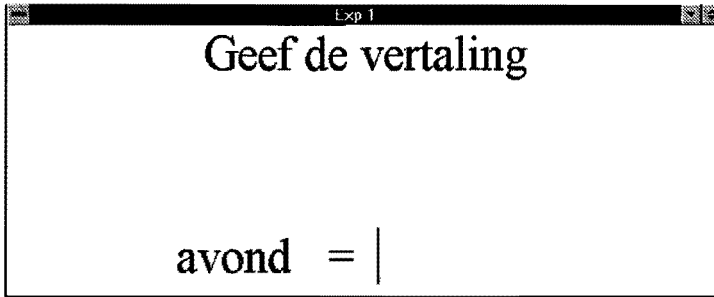 Exp 1
Geef de vertaling
avond = |